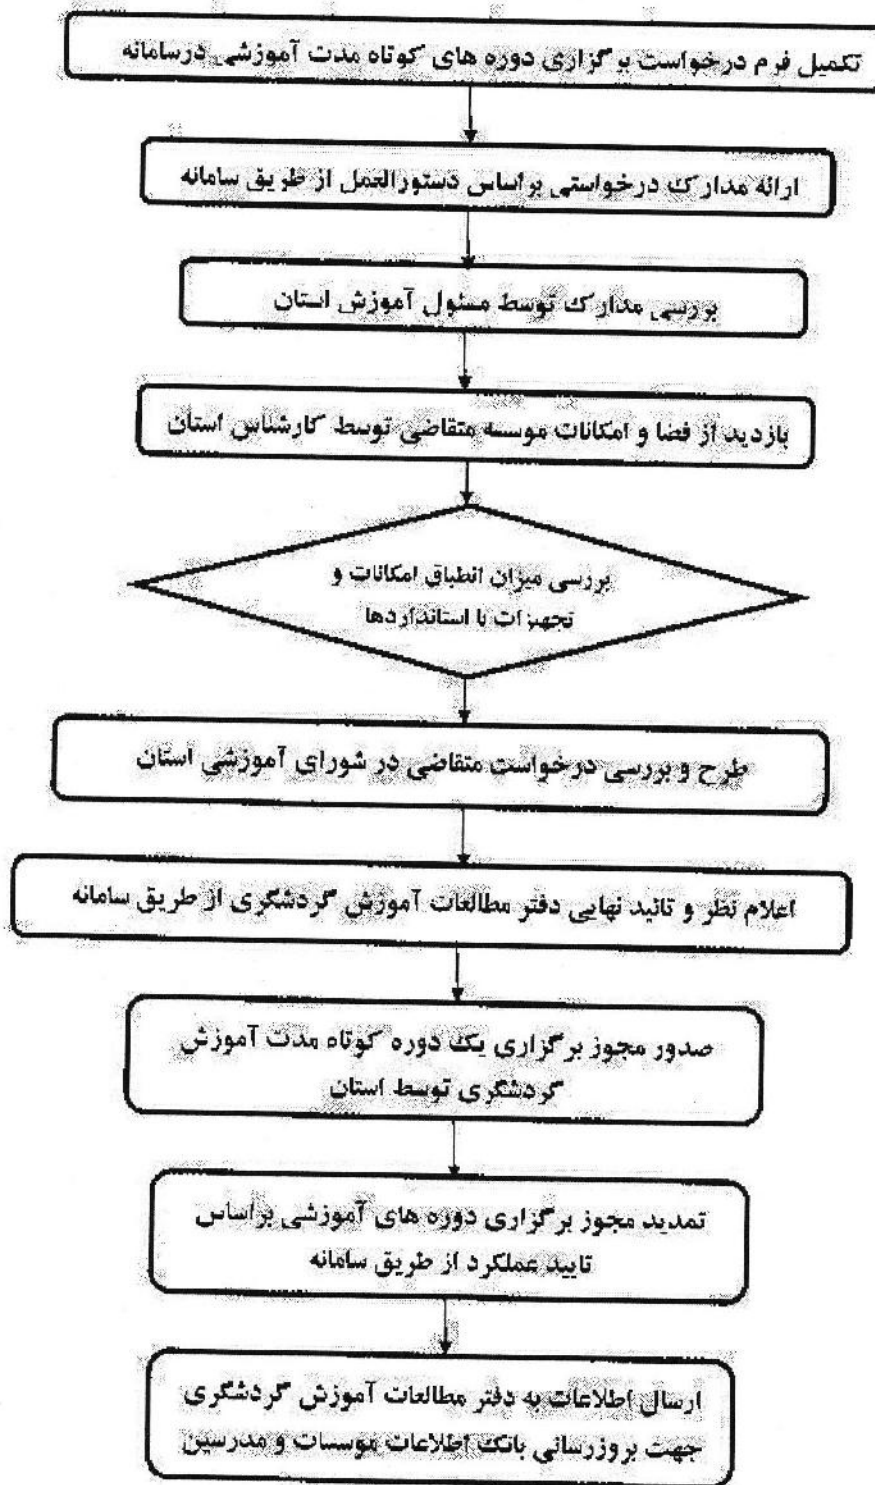 تکمیل فرم درخواست برگزاری دوره های کوتاه مدت آموزشی درسامانه
ارائه مدارک درخواستی براساس دستورالعمل از طریق سامانه
بررسی مدارک توسط مسئول آموزش استان
بازدید از فضا و امکانات موسسه متقاضی توسط کارشناس استان
بررسی میزان انطباق امکانات و
تجهیزات با استانداردها
طرح و بررسی درخواست متقاضی در شورای آموزشی استان
اعلام نظر و تائید نهایی دفتر مطالعات آموزش گردشگری از طریق سامانه
صدور مجوز برگزاری یک دوره کوتاه مدت آموزش
گردشگری توسط استان
تمدید مجوز برگزاری دوره های آموزشی براساس
تایید عملکرد از طریق سامانه
ارسال اطلاعات به دفتر مطالعات آموزش گردشگری
جهت بروزرسانی بانک اطلاعات موسسات و مدرسین